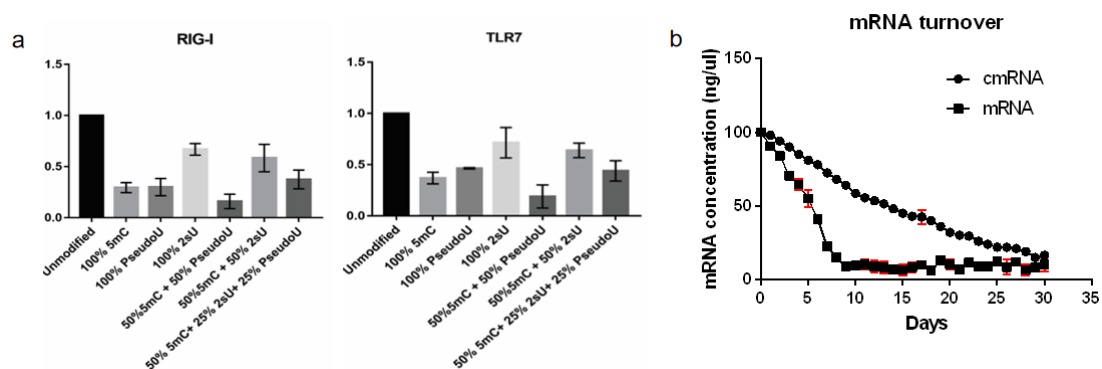 a
RIG-I
1.5
1.0
0.5
0.0
Unmodified
100% 5mC
100% PseudoU
100% 2sU
50%5mC + 50% PseudoU
50%5mC + 50% 2sU
50% 5mC+ 25% 2sU+ 25% PseudoU
TLR7
1.5
1.0
0.5
0.0
Unmodified
100% 5mC
100% PseudoU
100% 2sU
50%5mC + 50% PseudoU
50%5mC + 50% 2sU
50% 5mC+ 25% 2sU+ 25% PseudoU
b
mRNA turnover
mRNA concentration (ng/ul)
150
100
50
0
cmRNA
mRNA
0 5 10 15 20 25 30 35
Days